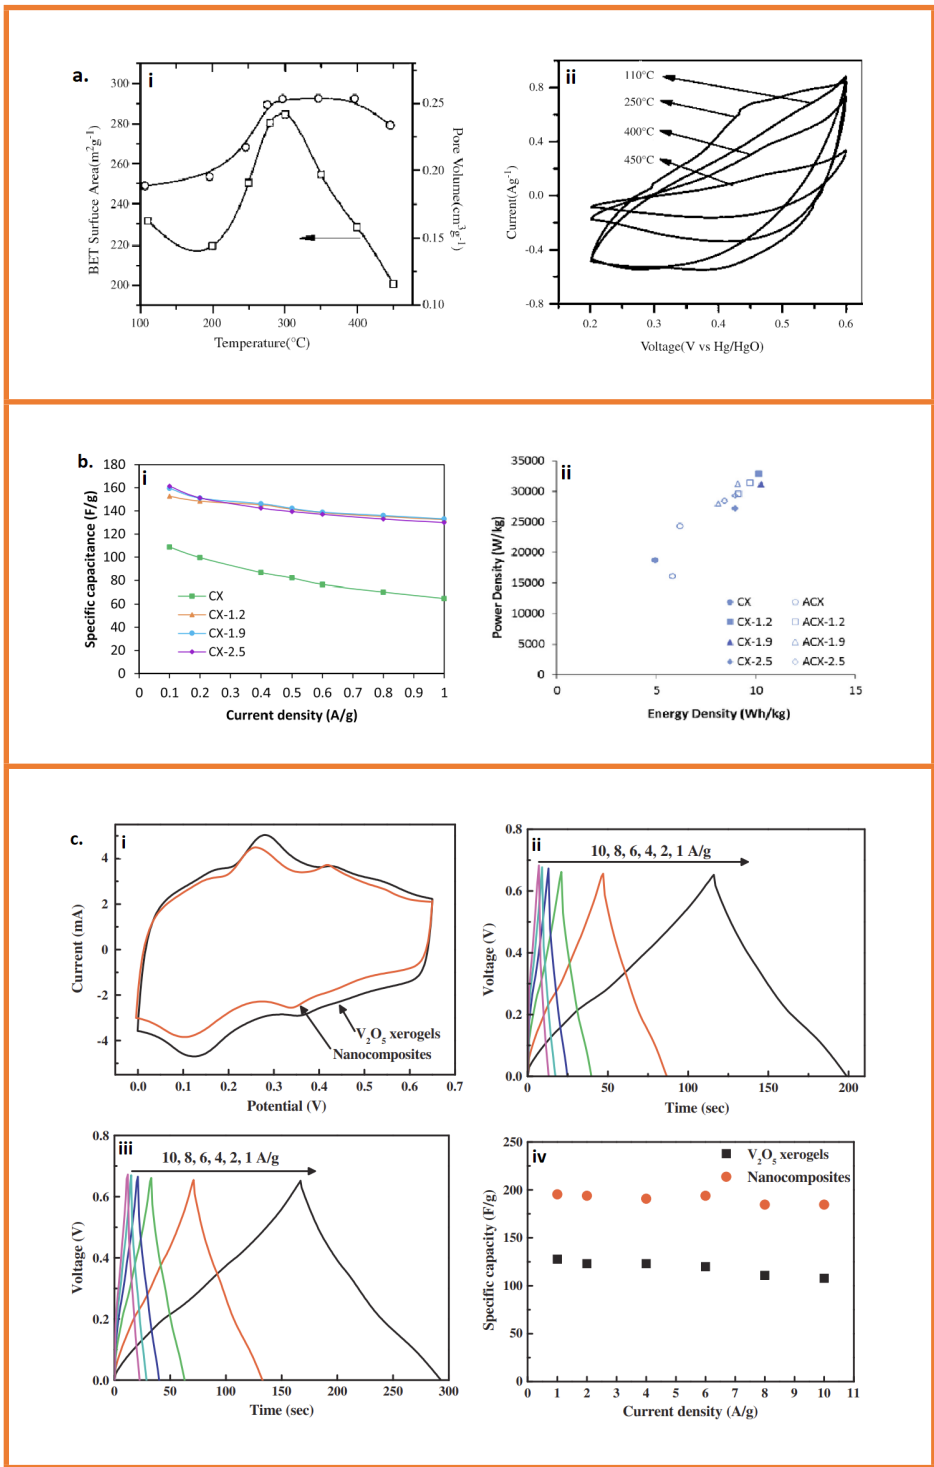 a.
i
300
280
260
240
220
200
BET Surfuce Area(m²g⁻¹)
0.25
0.20
0.15
0.10
Pore Volume(cm³g⁻¹)
100 200 300 400
Temperature(°C)
ii
110°C
250°C
400°C
450°C
0.8
0.4
0.0
-0.4
-0.8
Current(Ag⁻¹)
0.2 0.3 0.4 0.5 0.6
Voltage(V vs Hg/HgO)
b.
i
180
160
140
120
100
80
60
40
20
0
Specific capacitance (F/g)
CX
CX-1.2
CX-1.9
CX-2.5
0 0.1 0.2 0.3 0.4 0.5 0.6 0.7 0.8 0.9 1
Current density (A/g)
ii
35000
30000
25000
20000
15000
10000
5000
0
Power Density (W/kg)
CX ACX
CX-1.2 ACX-1.2
CX-1.9 ACX-1.9
CX-2.5 ACX-2.5
0 5 10 15
Energy Density (Wh/kg)
c.
i
4
2
0
-2
-4
Current (mA)
V₂O₅ xerogels
Nanocomposites
0.0 0.1 0.2 0.3 0.4 0.5 0.6 0.7
Potential (V)
ii
10, 8, 6, 4, 2, 1 A/g
0.8
0.6
0.4
0.2
0.0
Voltage (V)
0 50 100 150 200
Time (sec)
iii
10, 8, 6, 4, 2, 1 A/g
0.8
0.6
0.4
0.2
0.0
Voltage (V)
0 50 100 150 200 250 300
Time (sec)
iv
V₂O₅ xerogels
Nanocomposites
250
200
150
100
50
0
Specific capacity (F/g)
0 1 2 3 4 5 6 7 8 9 10 11
Current density (A/g)